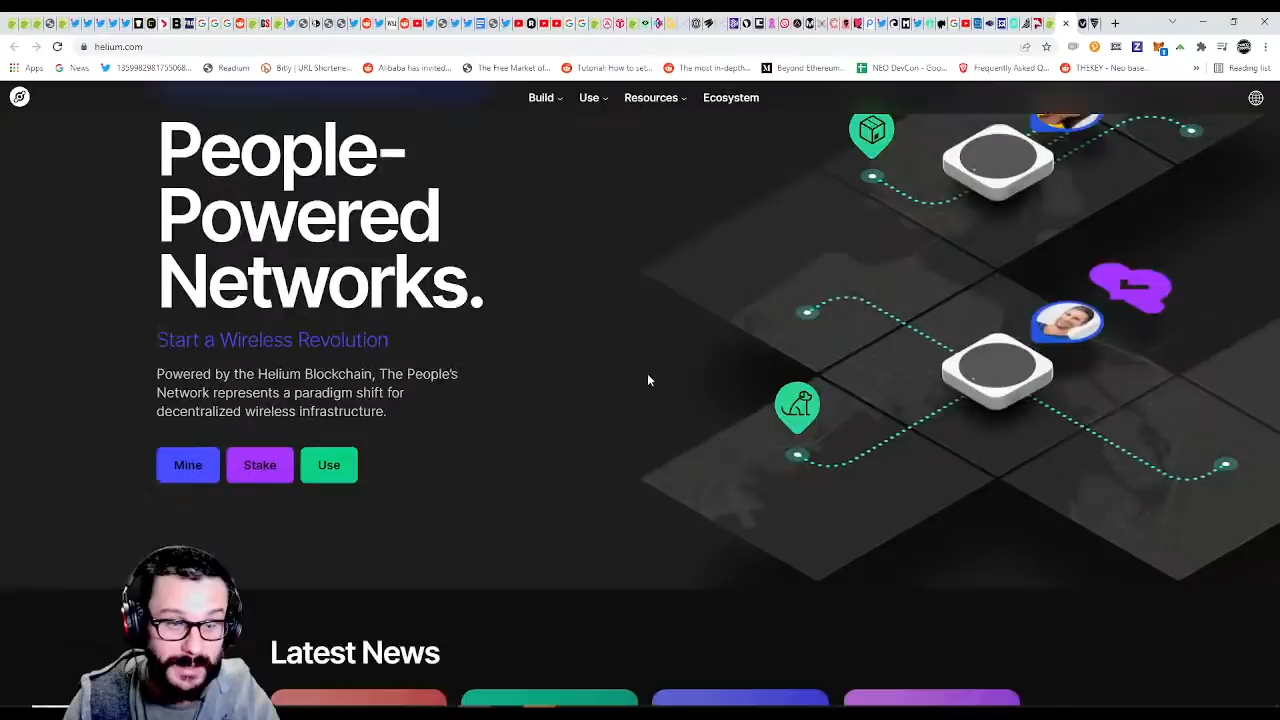 helium.com
Apps
News
1359982981755068...
Readium
Bitly | URL Shortene...
Alibaba has invited...
The Free Market of...
Tutorial: How to set...
The most in-depth...
Beyond Ethereum...
NEO DevCon - Goo...
Frequently Asked Q...
THEKEY - Neo base...
»
Reading list
Build
Use
Resources
Ecosystem
People-
Powered
Networks.
Start a Wireless Revolution
Powered by the Helium Blockchain, The People's
Network represents a paradigm shift for
decentralized wireless infrastructure.
Mine
Stake
Use
Latest News